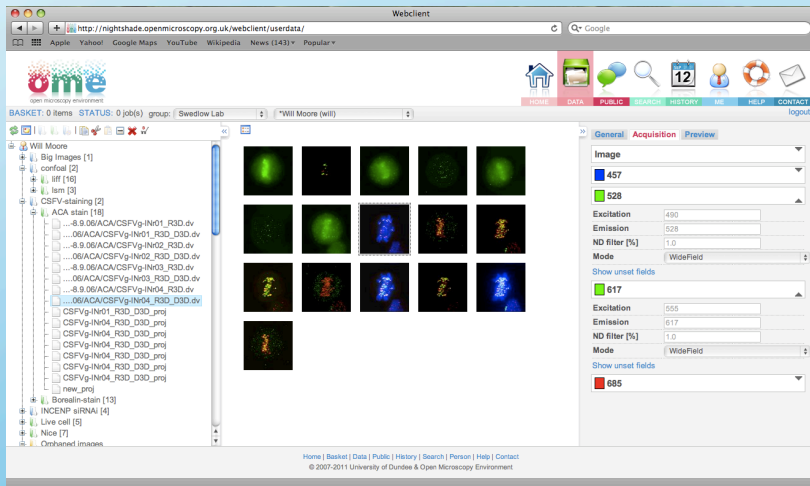 Webclient
http://nightshade.openmicroscopy.org.uk/webclient/userdata/
Google
Apple Yahoo! Google Maps YouTube Wikipedia News (143) Popular
ome
open microscopy environment
12
HOME DATA PUBLIC SEARCH HISTORY ME HELP CONTACT
BASKET: 0 items STATUS: 0 job(s) group: Swedlow Lab *Will Moore (will) logout
Will Moore
Big Images [1]
confoal [2]
liff [16]
lsm [3]
CSFV-staining [2]
ACA stain [18]
...-8.9.06/ACA/CSFVg-INr01_R3D.dv
....06/ACA/CSFVg-INr01_R3D_D3D.dv
...-8.9.06/ACA/CSFVg-INr02_R3D.dv
....06/ACA/CSFVg-INr02_R3D_D3D.dv
...-8.9.06/ACA/CSFVg-INr03_R3D.dv
....06/ACA/CSFVg-INr03_R3D_D3D.dv
...-8.9.06/ACA/CSFVg-INr04_R3D.dv
....06/ACA/CSFVg-INr04_R3D_D3D.dv
CSFVg-INr01_R3D_D3D_proj
CSFVg-INr04_R3D_D3D_proj
CSFVg-INr04_R3D_D3D_proj
CSFVg-INr04_R3D_D3D_proj
CSFVg-INr04_R3D_D3D_proj
CSFVg-INr04_R3D_D3D_proj
new_proj
Borealin-stain [13]
INCENP siRNAi [4]
Live cell [5]
Nice [7]
Orphaned images
General Acquisition Preview
Image
457
528
Excitation 490
Emission 528
ND filter [%] 1.0
Mode WideField
Show unset fields
617
Excitation 555
Emission 617
ND filter [%] 1.0
Mode WideField
Show unset fields
685
Home | Basket | Data | Public | History | Search | Person | Help | Contact
© 2007-2011 University of Dundee & Open Microscopy Environment